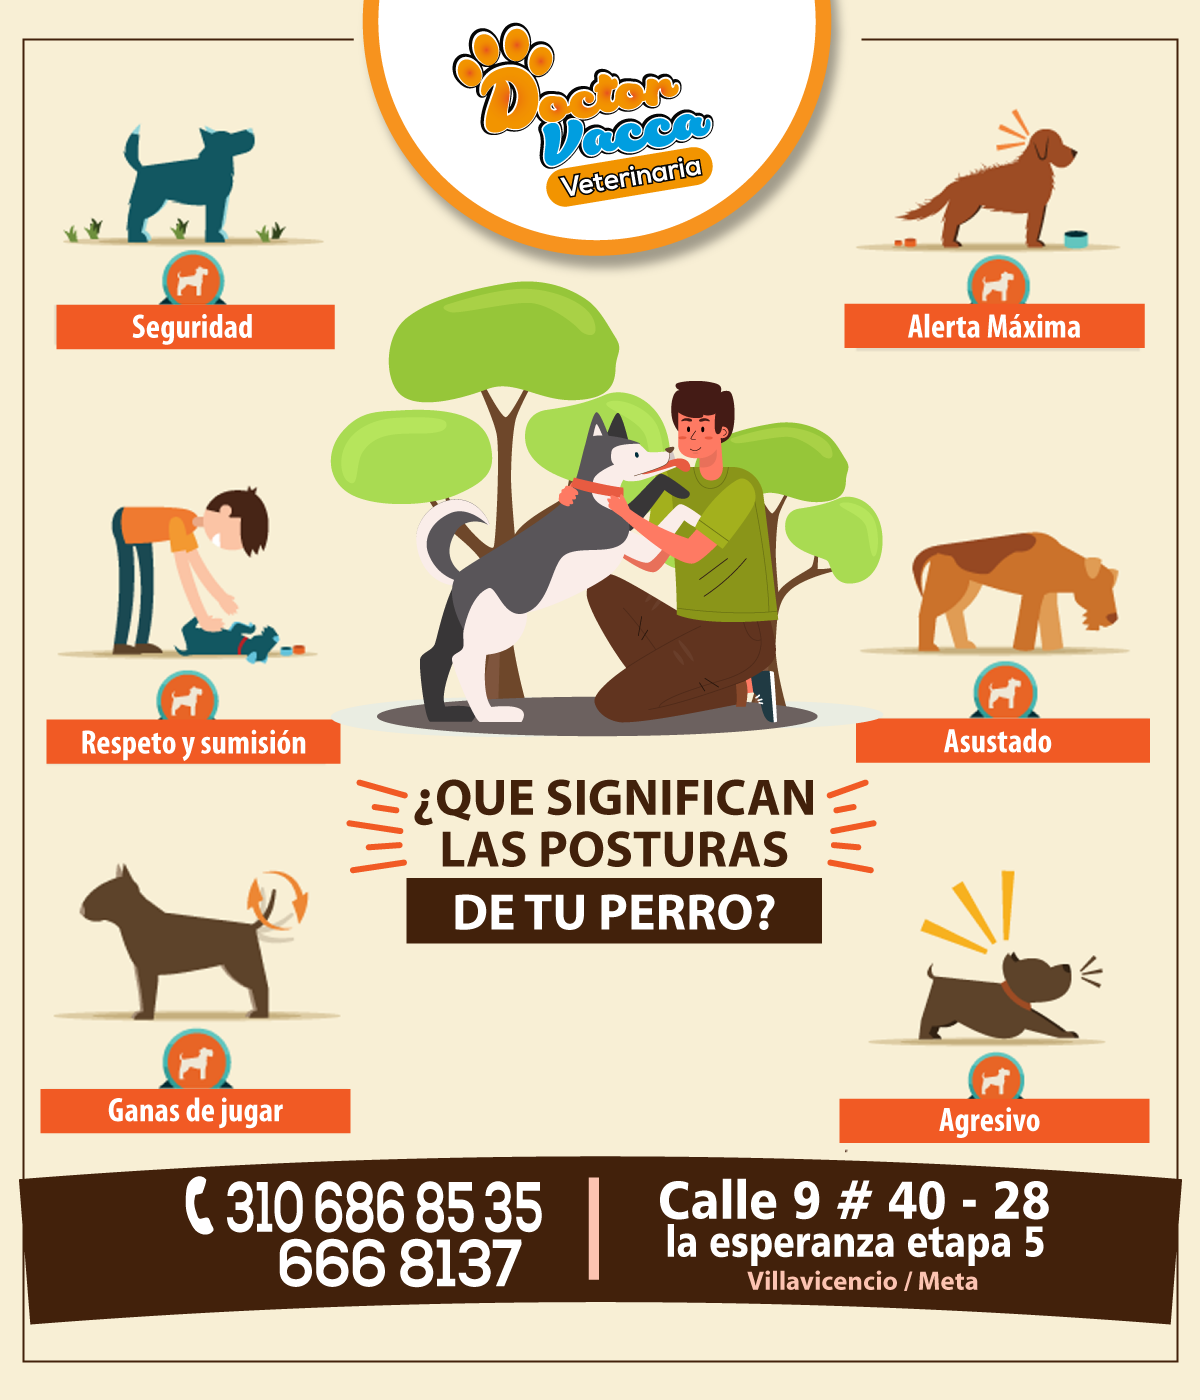 Doctor
Vacca
Veterinaria
Seguridad
Alerta Máxima
Respeto y sumisión
Asustado
¿QUE SIGNIFICAN
LAS POSTURAS
DE TU PERRO?
Ganas de jugar
Agresivo
310 686 85 35
666 8137
Calle 9 # 40 - 28
la esperanza etapa 5
Villavicencio / Meta